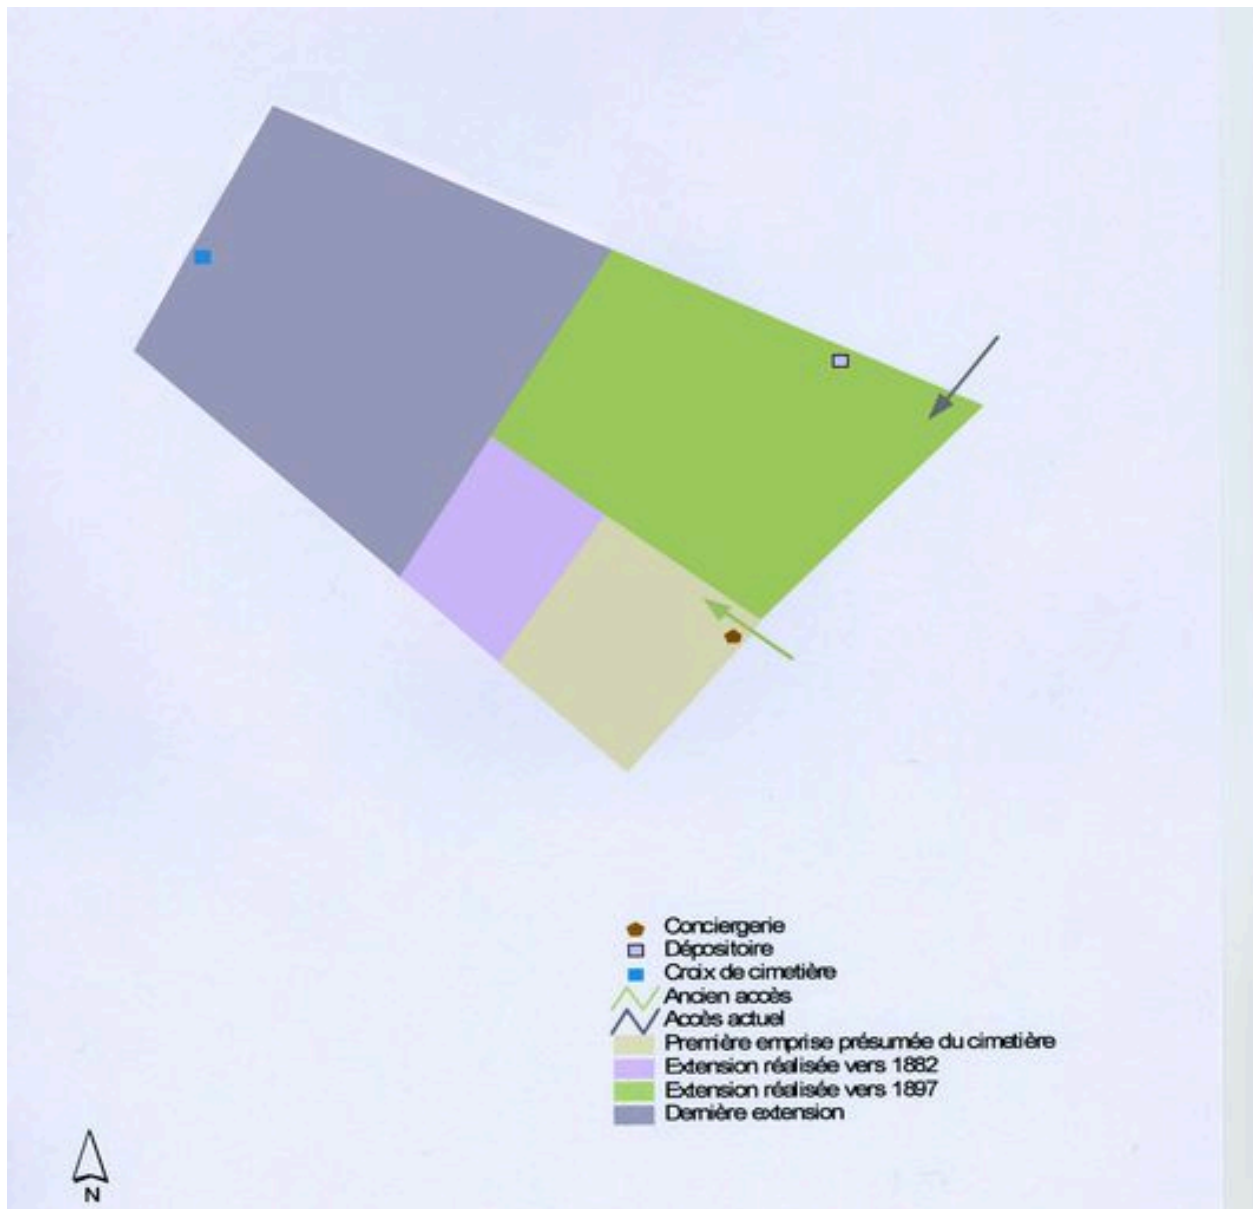 Conciergerie
Dépositoire
Croix de cimetière
Ancien accès
Accès actuel
Première emprise présumée du cimetière
Extension réalisée vers 1882
Extension réalisée vers 1897
Dernière extension
N